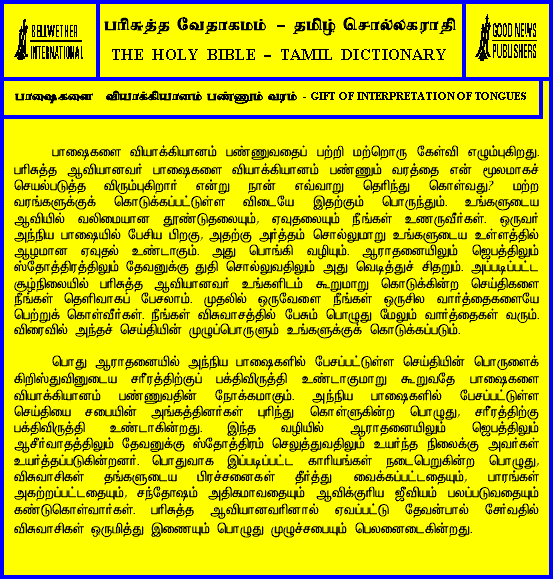 BELLWETHER
INTERNATIONAL
பரிசுத்த வேதாகமம் – தமிழ் சொல்லகராதி
THE HOLY BIBLE – TAMIL DICTIONARY
GOOD NEWS
PUBLISHERS
பாஷைகளை வியாக்கியானம் பண்ணும் வரம் - GIFT OF INTERPRETATION OF TONGUES
பாஷைகளை வியாக்கியானம் பண்ணுவதைப் பற்றி மற்றொரு கேள்வி எழும்புகிறது.
பரிசுத்த ஆவியானவர் பாஷைகளை வியாக்கியானம் பண்ணும் வரத்தை என் மூலமாகச்
செயல்படுத்த விரும்புகிறார் என்று நான் எவ்வாறு தெரிந்து கொள்வது? மற்ற
வரங்களுக்குக் கொடுக்கப்பட்டுள்ள விடையே இதற்கும் பொருந்தும். உங்களுடைய
ஆவியில் வலிமையான தூண்டுதலையும், ஏவுதலையும் நீங்கள் உணருவீர்கள். ஒருவர்
அந்நிய பாஷையில் பேசிய பிறகு, அதற்கு அர்த்தம் சொல்லுமாறு உங்களுடைய உள்ளத்தில்
ஆழமான ஏவுதல் உண்டாகும். அது பொங்கி வழியும். ஆராதனையிலும் ஜெபத்திலும்
ஸ்தோத்திரத்திலும் தேவனுக்கு துதி சொல்லுவதிலும் அது வெடித்துச் சிதறும். அப்படிப்பட்ட
சூழ்நிலையில் பரிசுத்த ஆவியானவர் உங்களிடம் கூறுமாறு கொடுக்கின்ற செய்திகளை
நீங்கள் தெளிவாகப் பேசலாம். முதலில் ஒருவேளை நீங்கள் ஒருசில வார்த்தைகளையே
பெற்றுக் கொள்வீர்கள். நீங்கள் விசுவாசத்தில் பேசும் பொழுது மேலும் வார்த்தைகள் வரும்.
விரைவில் அந்தச் செய்தியின் முழுப்பொருளும் உங்களுக்குக் கொடுக்கப்படும்.
பொது ஆராதனையில் அந்நிய பாஷைகளில் பேசப்பட்டுள்ள செய்தியின் பொருளைக்
கிறிஸ்துவினுடைய சரீரத்திற்குப் பக்திவிருத்தி உண்டாகுமாறு கூறுவதே பாஷைகளை
வியாக்கியானம் பண்ணுவதின் நோக்கமாகும். அந்நிய பாஷைகளில் பேசப்பட்டுள்ள
செய்தியை சபையின் அங்கத்தினர்கள் புரிந்து கொள்ளுகின்ற பொழுது, சரீரத்திற்கு
பக்திவிருத்தி உண்டாகின்றது. இந்த வழியில் ஆராதனையிலும் ஜெபத்திலும்
ஆசீர்வாதத்திலும் தேவனுக்கு ஸ்தோத்திரம் செலுத்துவதிலும் உயர்ந்த நிலைக்கு அவர்கள்
உயர்த்தப்படுகின்றனர். பொதுவாக இப்படிப்பட்ட காரியங்கள் நடைபெறுகின்ற பொழுது,
விசுவாசிகள் தங்களுடைய பிரச்சனைகள் தீர்த்து வைக்கப்பட்டதையும், பாரங்கள்
அகற்றப்பட்டதையும், சந்தோஷம் அதிகமாவதையும் ஆவிக்குரிய ஜீவியம் பலப்படுவதையும்
கண்டுகொள்வார்கள். பரிசுத்த ஆவியானவரினால் ஏவப்பட்டு தேவன்பால் சேர்வதில்
விசுவாசிகள் ஒருமித்து இணையும் பொழுது முழுச்சபையும் பெலனடைகின்றது.